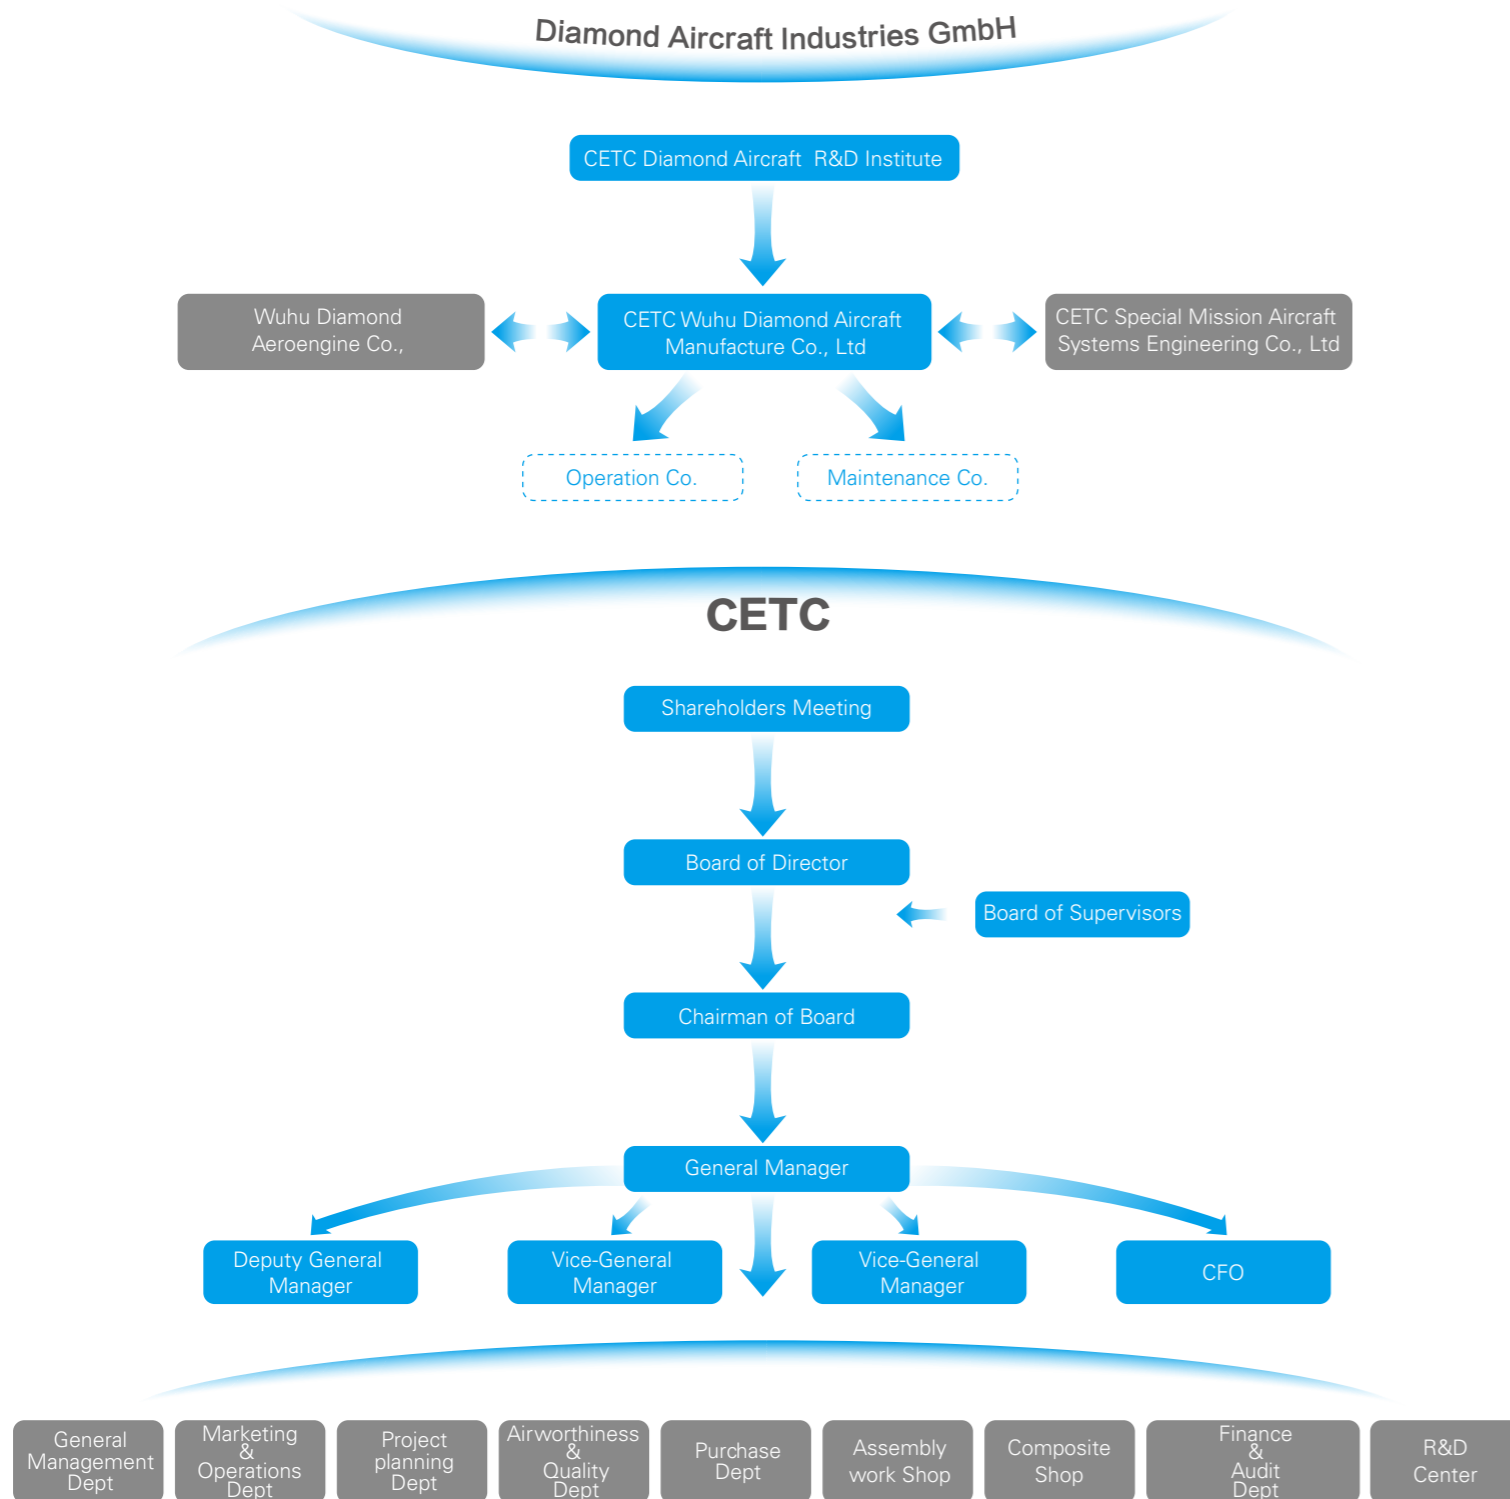 Diamond Aircraft Industries GmbH
CETC Diamond Aircraft R&D Institute
Wuhu Diamond
Aeroengine Co.,
CETC Wuhu Diamond Aircraft
Manufacture Co., Ltd
CETC Special Mission Aircraft
Systems Engineering Co., Ltd
Operation Co.
Maintenance Co.
CETC
Shareholders Meeting
Board of Director
Board of Supervisors
Chairman of Board
General Manager
Deputy General
Manager
Vice-General
Manager
Vice-General
Manager
CFO
General
Management
Dept
Marketing
&
Operations
Dept
Project
planning
Dept
Airworthiness
&
Quality
Dept
Purchase
Dept
Assembly
work Shop
Composite
Shop
Finance
&
Audit
Dept
R&D
Center